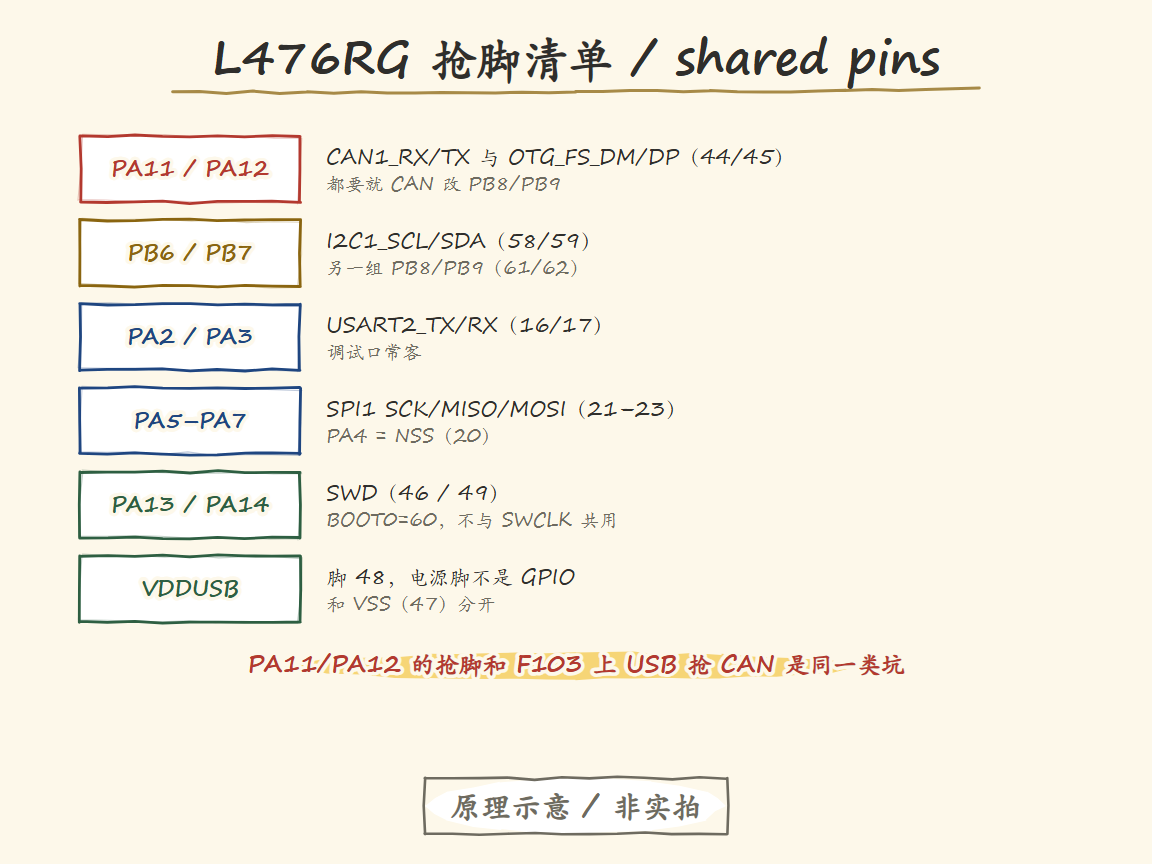 L476RG 抢脚清单 / shared pins
PA11 / PA12
CAN1_RX/TX 与 OTG_FS_DM/DP（44/45）
都要就 CAN 改 PB8/PB9
PB6 / PB7
I2C1_SCL/SDA（58/59）
另一组 PB8/PB9（61/62）
PA2 / PA3
USART2_TX/RX（16/17）
调试口常客
PA5–PA7
SPI1 SCK/MISO/MOSI（21–23）
PA4 = NSS（20）
PA13 / PA14
SWD（46 / 49）
BOOT0=60，不与 SWCLK 共用
VDDUSB
脚 48，电源脚不是 GPIO
和 VSS（47）分开
PA11/PA12 的抢脚和 F103 上 USB 抢 CAN 是同一类坑
原理示意 / 非实拍